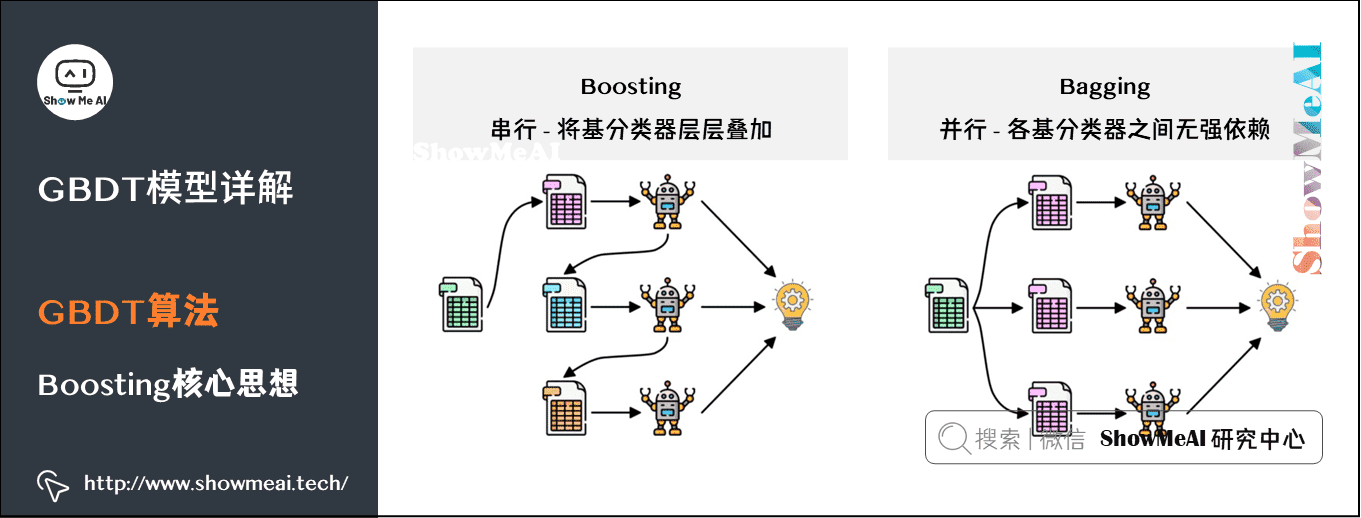 Show Me AI
GBDT模型详解
GBDT算法
Boosting核心思想
http://www.showmeai.tech/
Boosting
串行 - 将基分类器层层叠加
ShowMeAI
Bagging
并行 - 各基分类器之间无强依赖
ShowMeAI
搜索 | 微信 ShowMeAI 研究中心